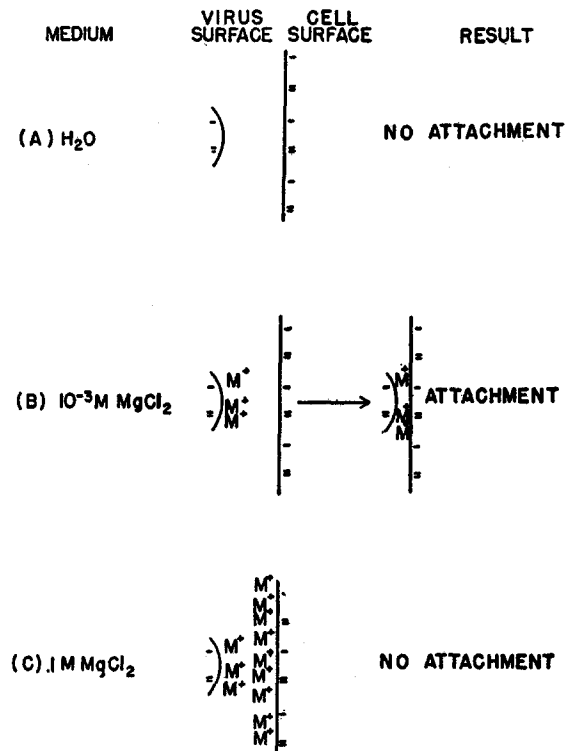 MEDIUM VIRUS SURFACE CELL SURFACE RESULT
(A) H₂O NO ATTACHMENT
(B) 10⁻³M MgCl₂ M⁺ M⁺ M⁺ M⁺ M⁺ M ATTACHMENT
(C) .1 M MgCl₂ M⁺ M⁺ M⁺ M⁺ M⁺ M⁺ M⁺ M⁺ M⁺ M⁺ M⁺ NO ATTACHMENT